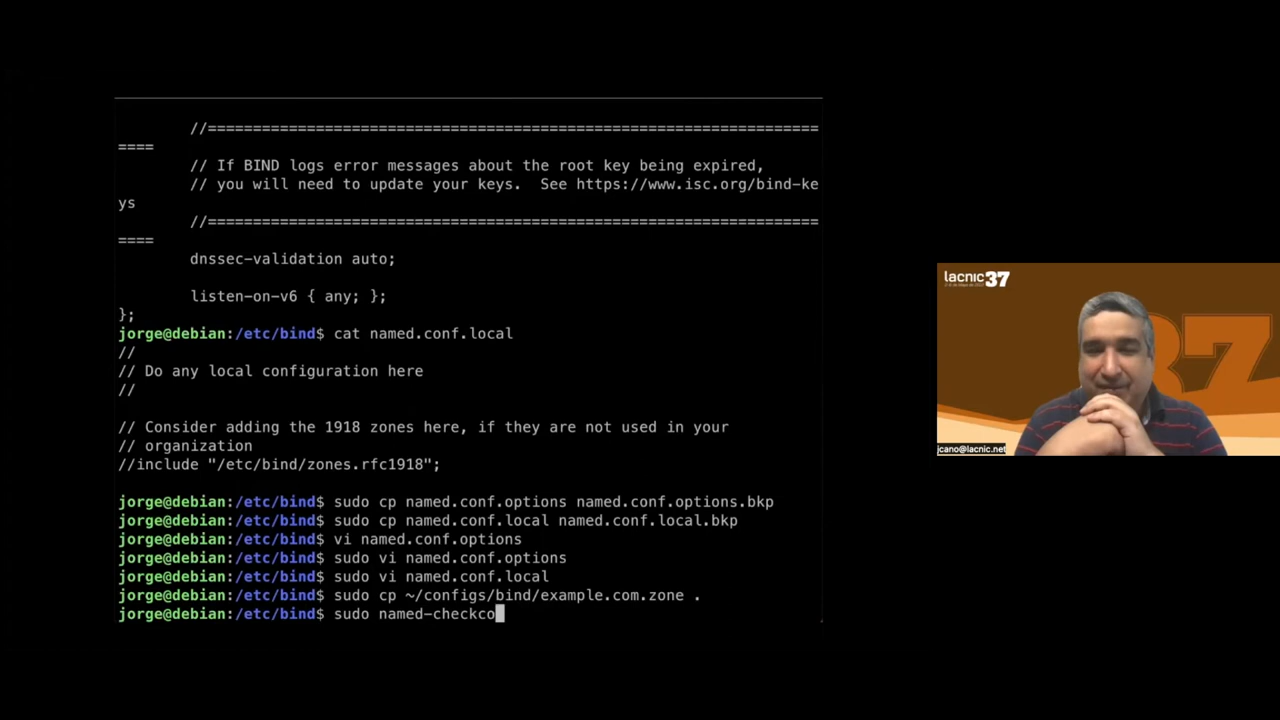 //====================================================================
====
// If BIND logs error messages about the root key being expired,
// you will need to update your keys.  See https://www.isc.org/bind-ke
ys
//====================================================================
====
dnssec-validation auto;
listen-on-v6 { any; };
};
jorge@debian:/etc/bind$ cat named.conf.local
//
// Do any local configuration here
//
// Consider adding the 1918 zones here, if they are not used in your
// organization
//include "/etc/bind/zones.rfc1918";
jorge@debian:/etc/bind$ sudo cp named.conf.options named.conf.options.bkp
jorge@debian:/etc/bind$ sudo cp named.conf.local named.conf.local.bkp
jorge@debian:/etc/bind$ vi named.conf.options
jorge@debian:/etc/bind$ sudo vi named.conf.options
jorge@debian:/etc/bind$ sudo vi named.conf.local
jorge@debian:/etc/bind$ sudo cp ~/configs/bind/example.com.zone .
jorge@debian:/etc/bind$ sudo named-checkco
lacnic37
37
jcano@lacnic.net